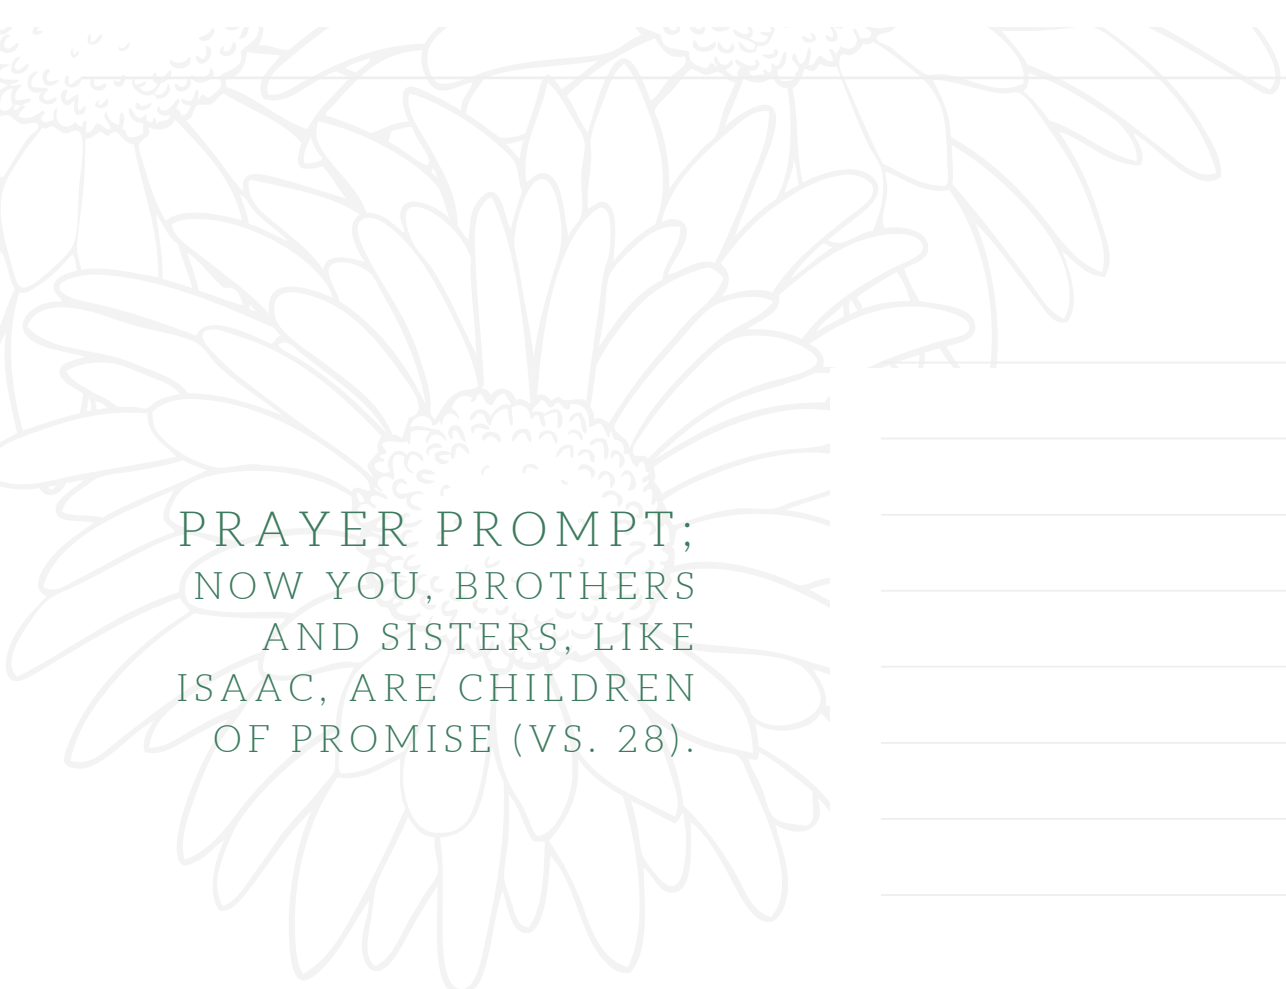 PRAYER PROMPT;
NOW YOU, BROTHERS
AND SISTERS, LIKE
ISAAC, ARE CHILDREN
OF PROMISE (VS. 28).